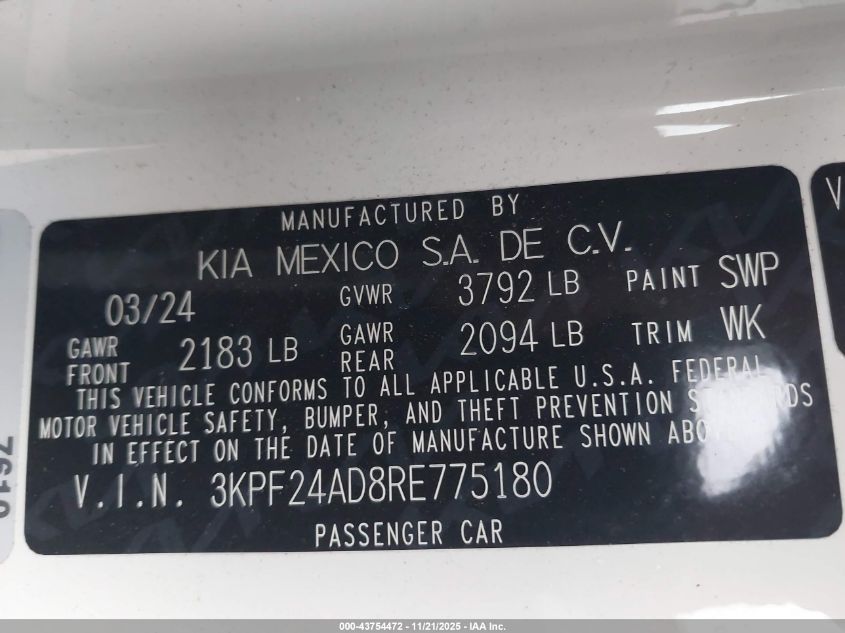 MANUFACTURED BY
KIA MEXICO S.A. DE C.V.
03/24 GVWR 3792 LB PAINT SWP
GAWR FRONT 2183 LB GAWR REAR 2094 LB TRIM WK
THIS VEHICLE CONFORMS TO ALL APPLICABLE U.S.A. FEDERAL
MOTOR VEHICLE SAFETY, BUMPER, AND THEFT PREVENTION STANDARDS
IN EFFECT ON THE DATE OF MANUFACTURE SHOWN ABOVE
V.I.N. 3KPF24AD8RE775180
PASSENGER CAR
V
000-43754472 - 11/21/2025 - IAA Inc.